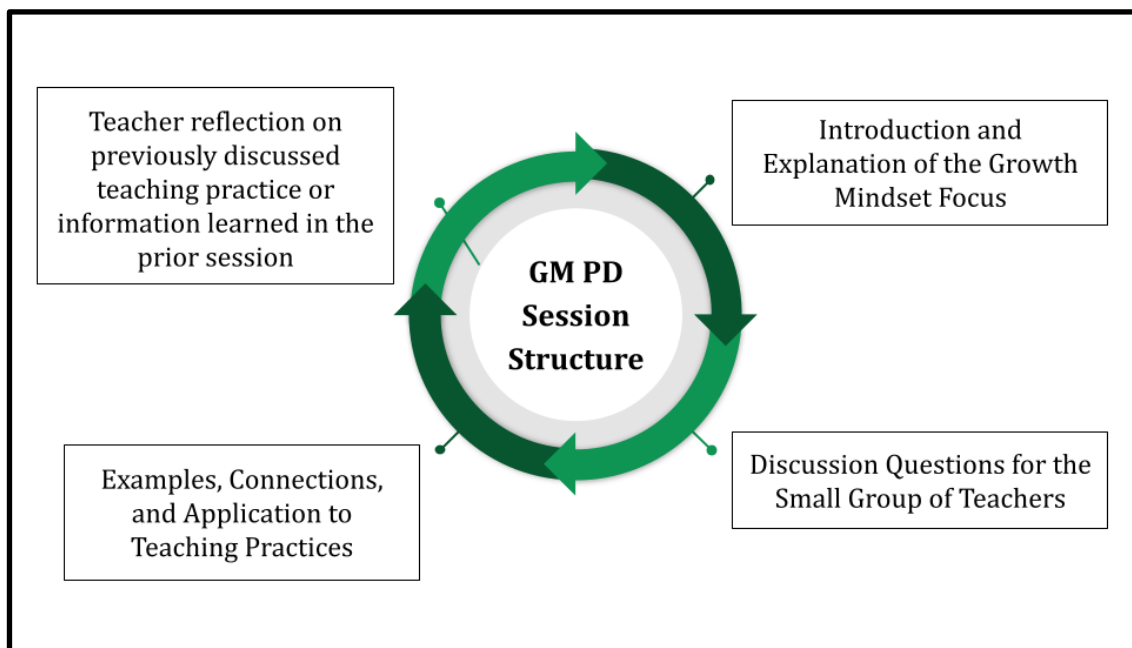 Teacher reflection on
previously discussed
teaching practice or
information learned in the
prior session
Introduction and
Explanation of the Growth
Mindset Focus
GM PD
Session
Structure
Examples, Connections,
and Application to
Teaching Practices
Discussion Questions for the
Small Group of Teachers